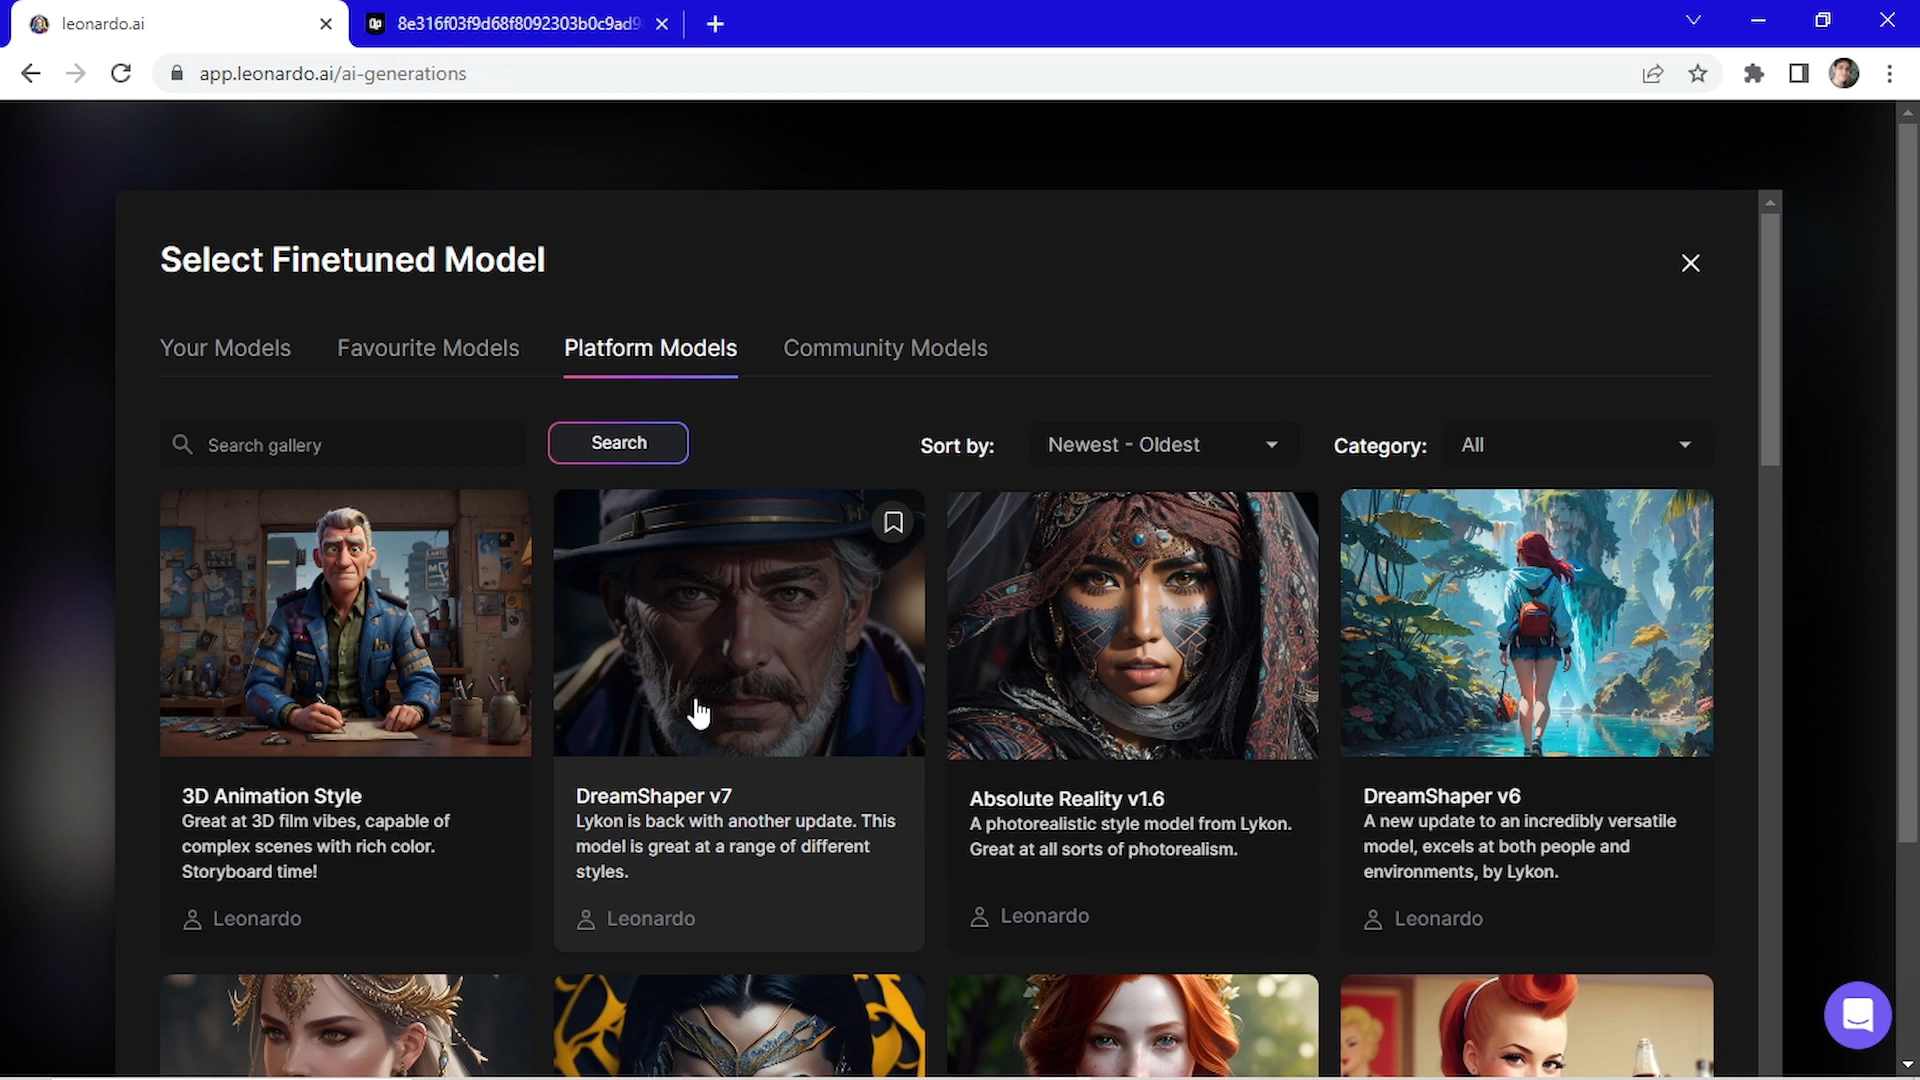 leonardo.ai
8e316f03f9d68f8092303b0c9ad9
app.leonardo.ai/ai-generations
Select Finetuned Model
Your Models Favourite Models Platform Models Community Models
Search gallery Search Sort by: Newest - Oldest Category: All
3D Animation Style
Great at 3D film vibes, capable of
complex scenes with rich color.
Storyboard time!
Leonardo
DreamShaper v7
Lykon is back with another update. This
model is great at a range of different
styles.
Leonardo
Absolute Reality v1.6
A photorealistic style model from Lykon.
Great at all sorts of photorealism.
Leonardo
DreamShaper v6
A new update to an incredibly versatile
model, excels at both people and
environments, by Lykon.
Leonardo